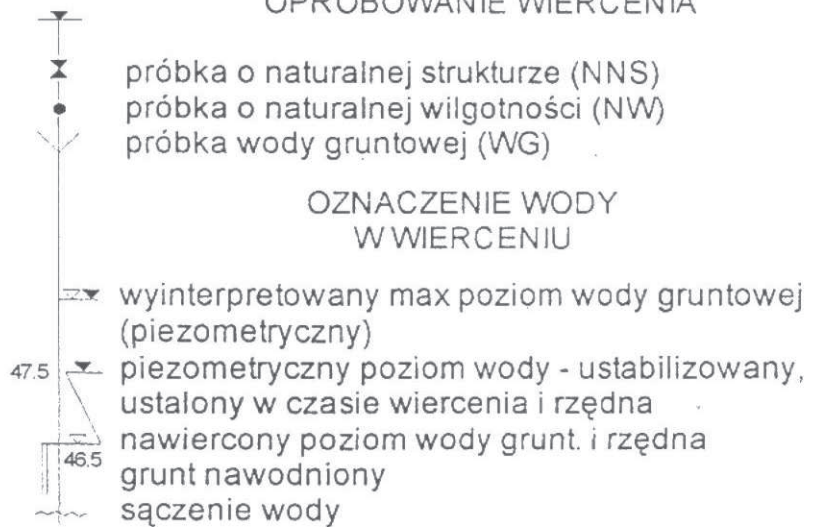 OPRÓBOWANIE WIERCENIA
próbka o naturalnej strukturze (NNS)
próbka o naturalnej wilgotności (NW)
próbka wody gruntowej (WG)
OZNACZENIE WODY
W WIERCENIU
wyinterpretowany max poziom wody gruntowej
(piezometryczny)
47.5 piezometryczny poziom wody - ustabilizowany,
ustalony w czasie wiercenia i rzędna
nawiercony poziom wody grunt. i rzędna
46.5
grunt nawodniony
sączenie wody